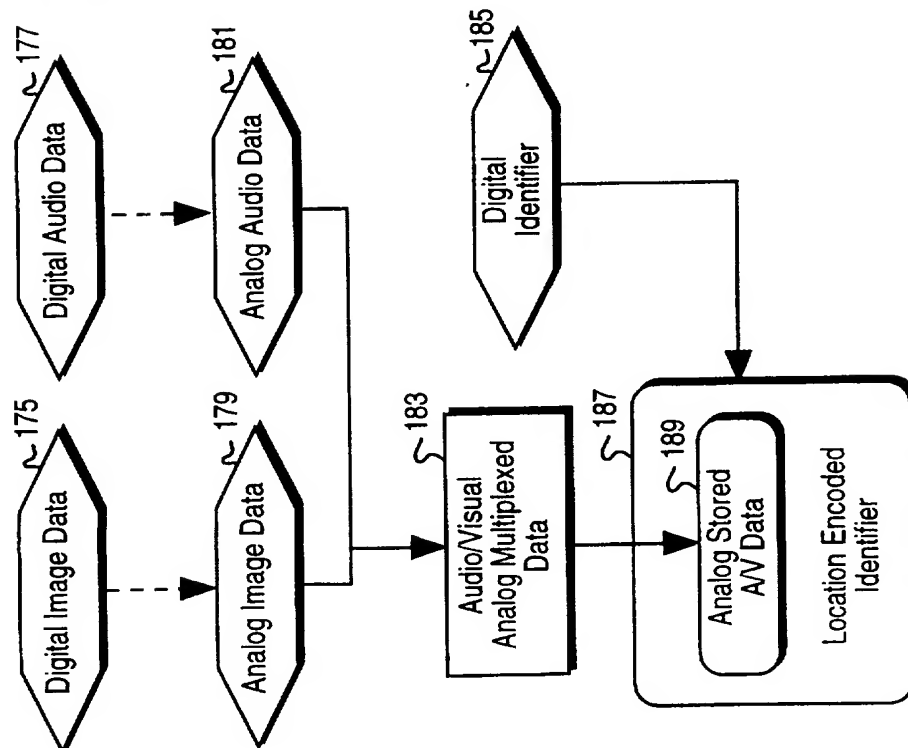 Digital Image Data
175
Digital Audio Data
177
Analog Image Data
179
Analog Audio Data
181
Audio/Visual
Analog Multiplexed
Data
183
Digital
Identifier
185
187
Analog Stored
A/V Data
189
Location Encoded
Identifier